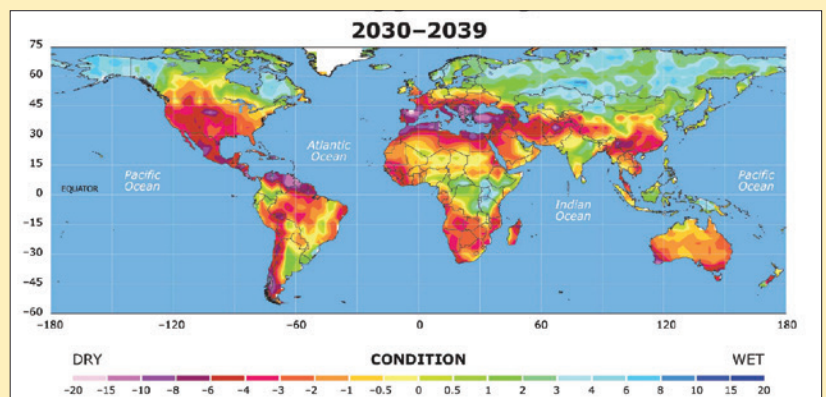 2030–2039
75
60
45
30
15
0
–15
–30
–45
–60
Atlantic
Ocean
Pacific
Ocean
EQUATOR
Indian
Ocean
Pacific
Ocean
–180 –120 –60 0 60 120 180
DRY CONDITION WET
–20 –15 –10 –8 –6 –4 –3 –2 –1 –0.5 0 0.5 1 2 3 4 6 8 10 15 20